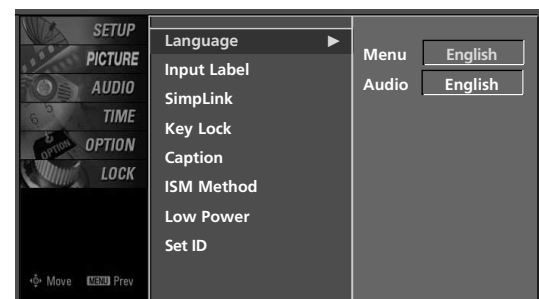 SETUP
PICTURE
AUDIO
TIME
OPTION
LOCK
Move MENU Prev
Language ►
Input Label
SimpLink
Key Lock
Caption
ISM Method
Low Power
Set ID
Menu English
Audio English